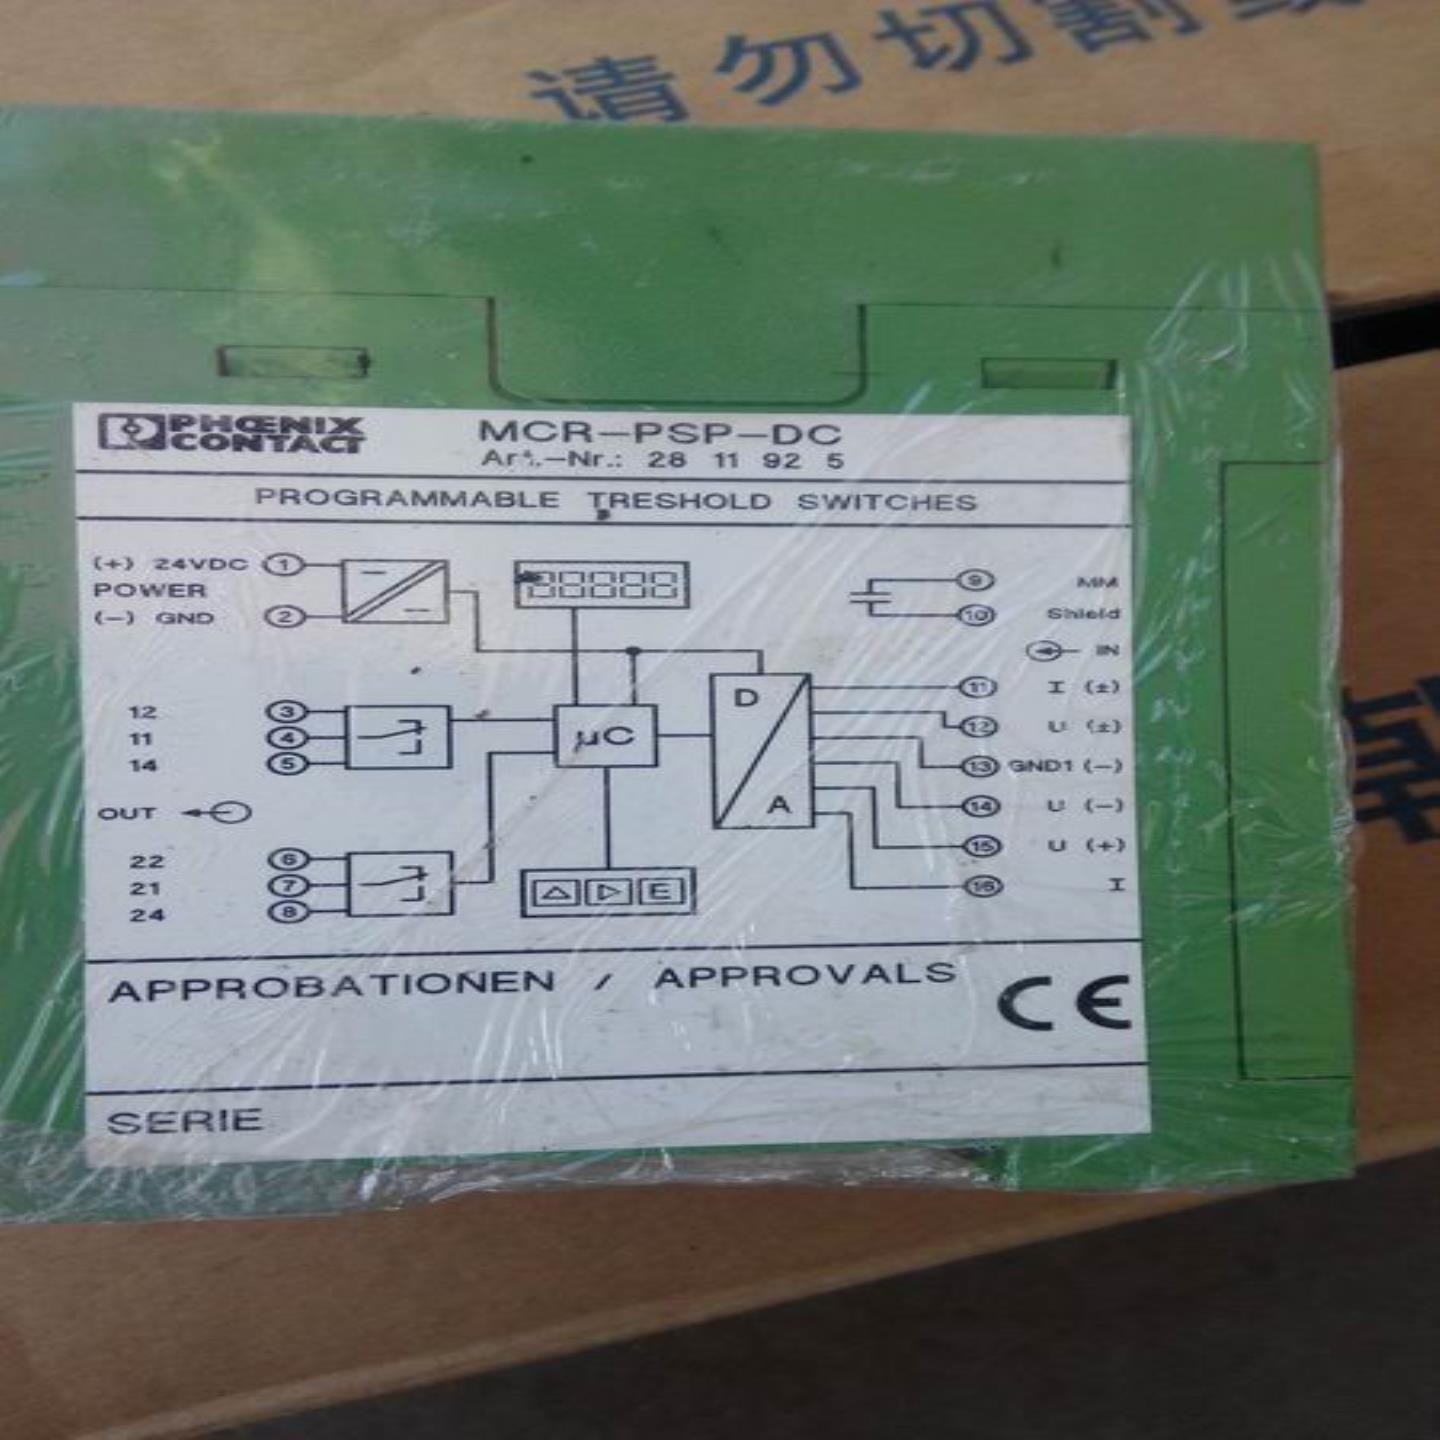 请勿切割
PHOENIX
CONTACT
MCR-PSP-DC
Art.-Nr.: 28 11 92 5
PROGRAMMABLE TRESHOLD SWITCHES
(+) 24VDC 1
POWER
(-) GND 2
88888
9 MM
10 Shield
IN
12 3
11 4
14 5
OUT
22 6
21 7
24 8
µC
E
D
A
11 I (±)
12 U (±)
13 GND1 (-)
14 U (-)
15 U (+)
16 I
APPROBATIONEN / APPROVALS
CE
SERIE